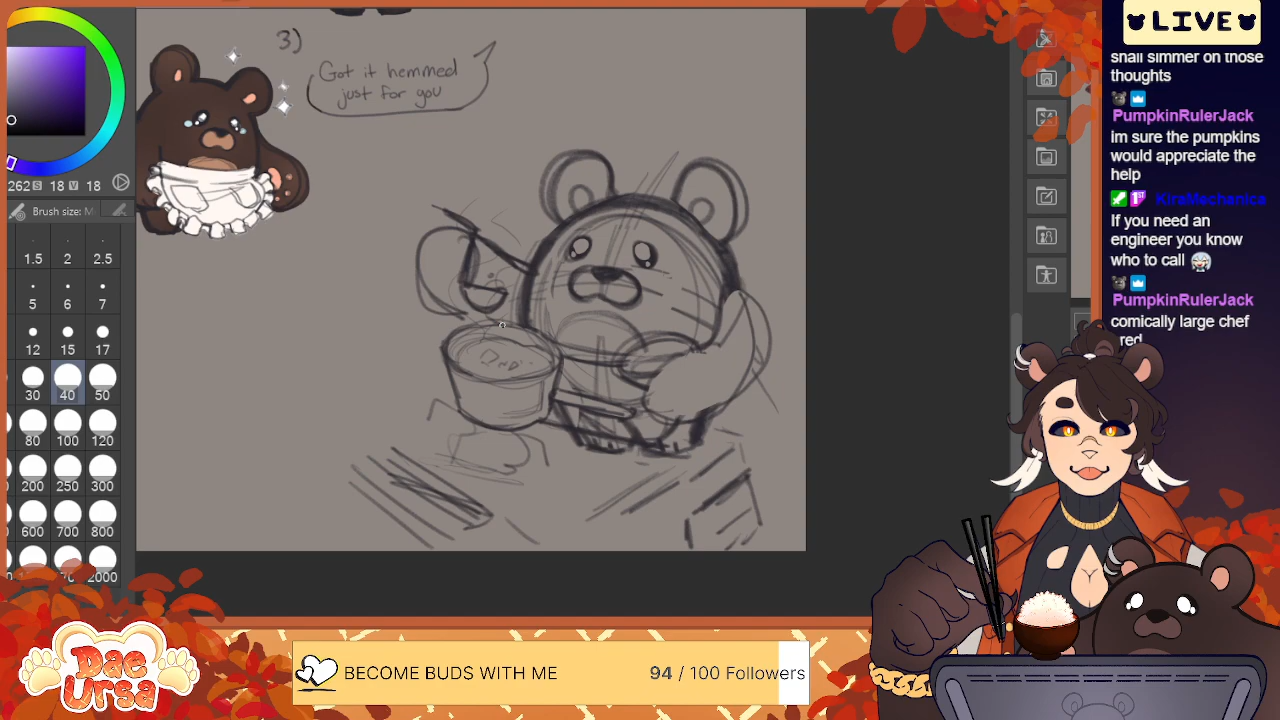 3)
Got it hemmed
just for you
262 S 18 V 18
Brush size: M
1.5 2 2.5
5 6 7
12 15 17
30 40 50
80 100 120
200 250 300
600 700 800
2000
LIVE
snail simmer on those
thoughts
PumpkinRulerJack
im sure the pumpkins
would appreciate the
help
KiraMechanica
If you need an
engineer you know
who to call
PumpkinRulerJack
comically large chef
Dae
Ursa
BECOME BUDS WITH ME
94 / 100 Followers